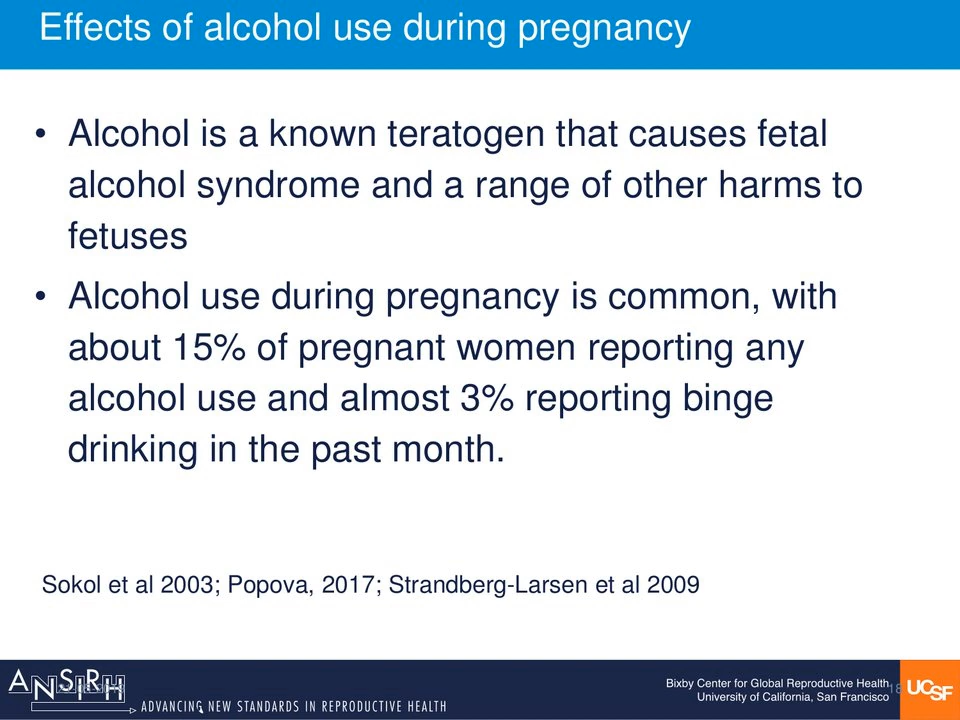 Effects of alcohol use during pregnancy
• Alcohol is a known teratogen that causes fetal
alcohol syndrome and a range of other harms to
fetuses
• Alcohol use during pregnancy is common, with
about 15% of pregnant women reporting any
alcohol use and almost 3% reporting binge
drinking in the past month.
Sokol et al 2003; Popova, 2017; Strandberg-Larsen et al 2009
ANSIRH
ADVANCING NEW STANDARDS IN REPRODUCTIVE HEALTH
Bixby Center for Global Reproductive Health
University of California, San Francisco
18
UCSF